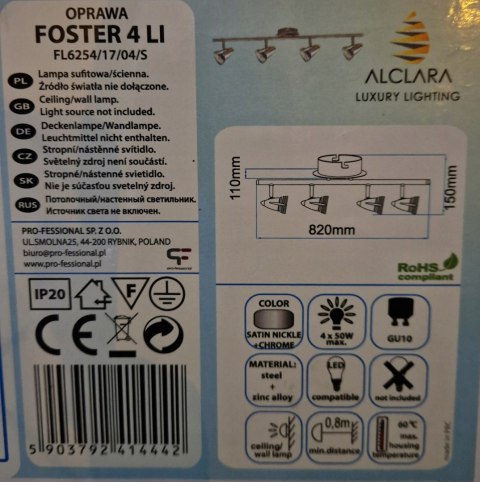 OPRAWA
FOSTER 4 LI
FL6254/17/04/S
PL Lampa sufitowa/ścienna.
Źródło światła nie dołączone.
GB Ceiling/wall lamp.
Light source not included.
DE Deckenlampe/Wandlampe.
Leuchtmittel nicht enthalten.
CZ Stropní/nástěnné svítidlo.
Světelný zdroj není součástí.
SK Stropné/nástenné svietidlo.
Nie je súčasťou svetelný zdroj.
RUS Потолочный/настенный светильник.
Источник света не включен.
PRO-FESSIONAL SP. Z O.O.
UL.SMOLNA25, 44-200 RYBNIK, POLAND
biuro@pro-fessional.pl
www.pro-fessional.pl
IP20
F
CE
5 903792 414442
ALCLARA
LUXURY LIGHTING
110mm
150mm
820mm
RoHS
compliant
COLOR
SATIN NICKLE
+CHROME
4 x 50W
max.
GU10
MATERIAL:
steel
+
zinc alloy
LED
compatible
not included
ceiling/
wall lamp
0,8m
min.distance
60°C
max.
housing
temperature
made in PRC